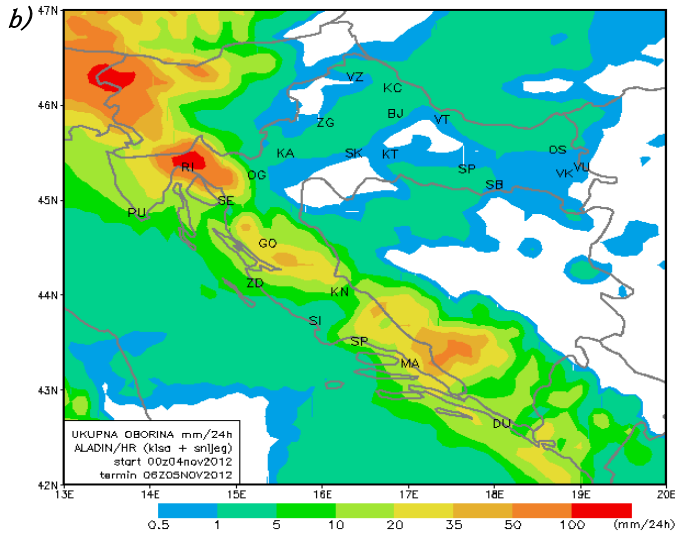 b)
47N
VZ
KC
46N
BJ
ZG
VT
KA
SK
KT
OS
RI
OG
SP
VK
VU
SB
45N
SE
PU
GO
ZD
KN
44N
SI
SP
MA
43N
DU
UKUPNA OBORINA mm/24h
ALADIN/HR (kisa + snijeg)
start 00z04nov2012
termin 06Z05NOV2012
42N
13E 14E 15E 16E 17E 18E 19E 20E
0.5 1 5 10 20 35 50 100 (mm/24h)